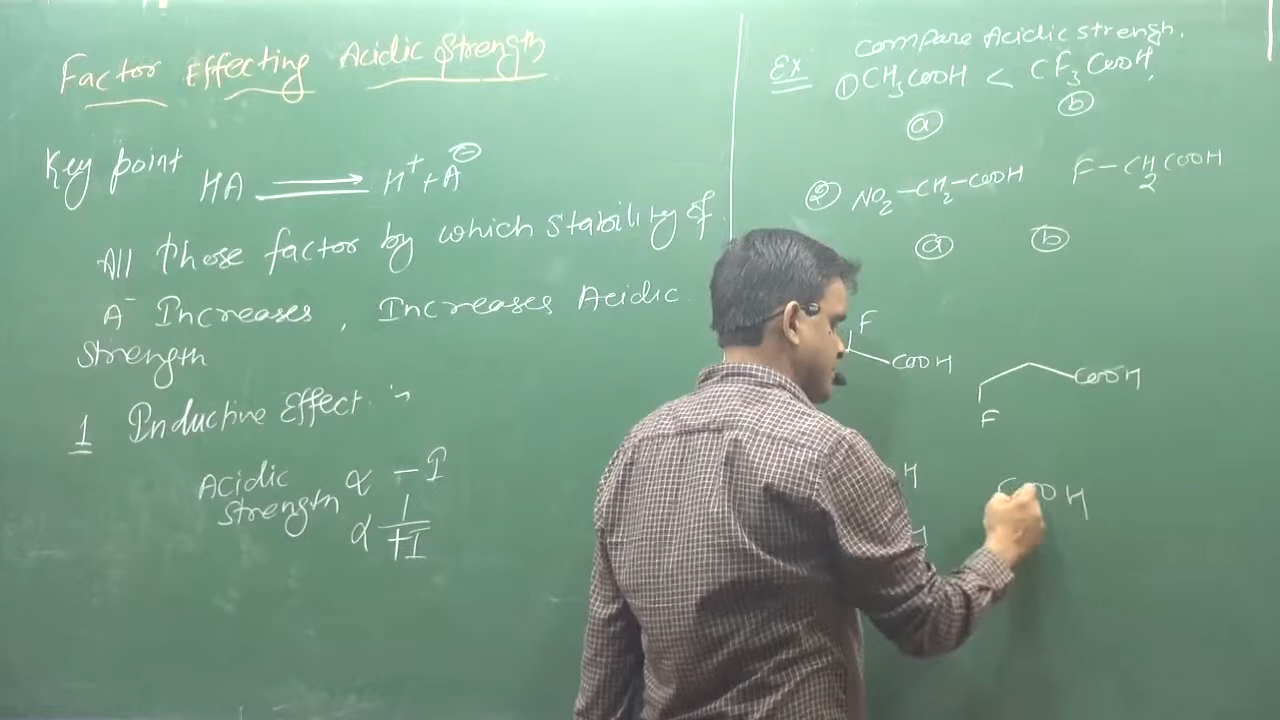 Factor Effecting Acidic Strength
Key point HA ⇌ H⁺ + A⊖
All those factor by which stability of
A⁻ Increases, Increases Acidic
Strength
1 Inductive Effect :
Acidic Strength ∝ -I
∝ 1/+I
Compare Acidic strengh.
Ex ① CH₃COOH < CF₃COOH,
ⓐ ⓑ
② NO₂-CH₂-COOH F-CH₂COOH
ⓐ ⓑ
F
COOH
COOH
F
H
COOH
H